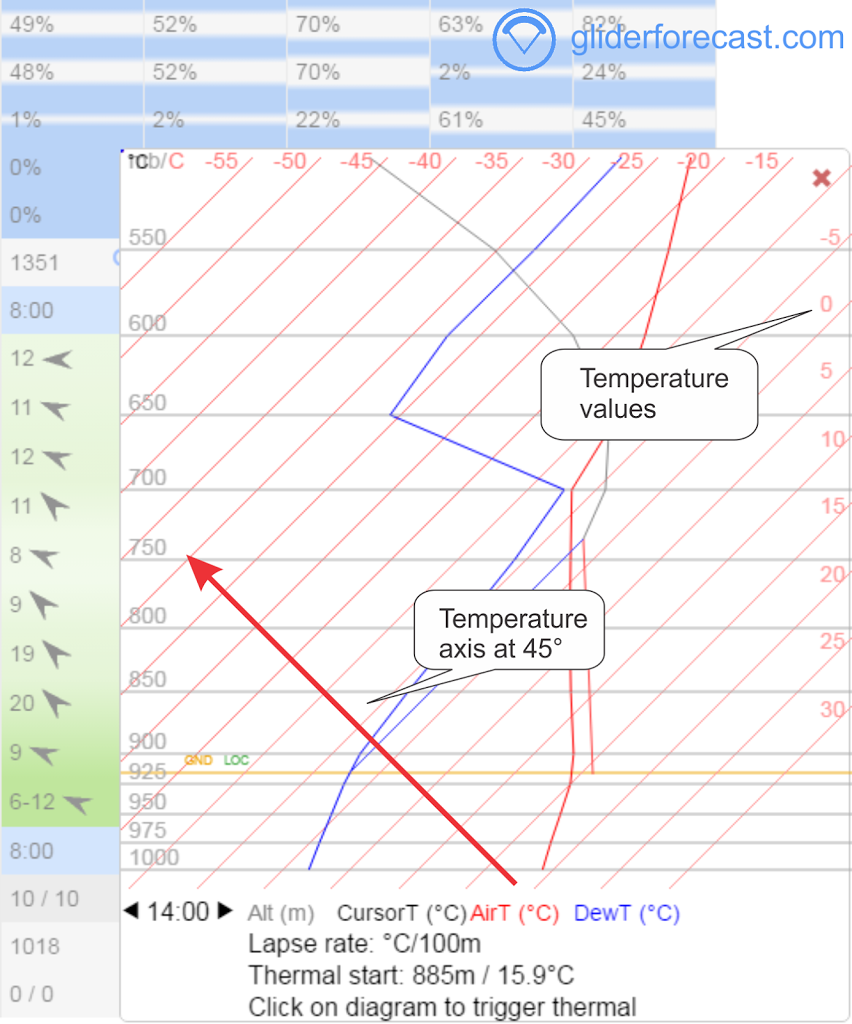 49% 52% 70% 63% 82%
gliderforecast.com
48% 52% 70% 2% 24%
1% 2% 22% 61% 45%
0%
°C mb/C -55 -50 -45 -40 -35 -30 -25 -20 -15
0%
550 -5
1351
0
8:00
600
12
Temperature
values
5
11
650
10
12
700
11
15
8
750
20
9
800
Temperature
axis at 45°
25
19
850
20
30
9
900
GND LOC
925
6-12
950
975
8:00
1000
10 / 10
14:00 Alt (m) CursorT (°C) AirT (°C) DewT (°C)
1018
Lapse rate: °C/100m
Thermal start: 885m / 15.9°C
0 / 0
Click on diagram to trigger thermal